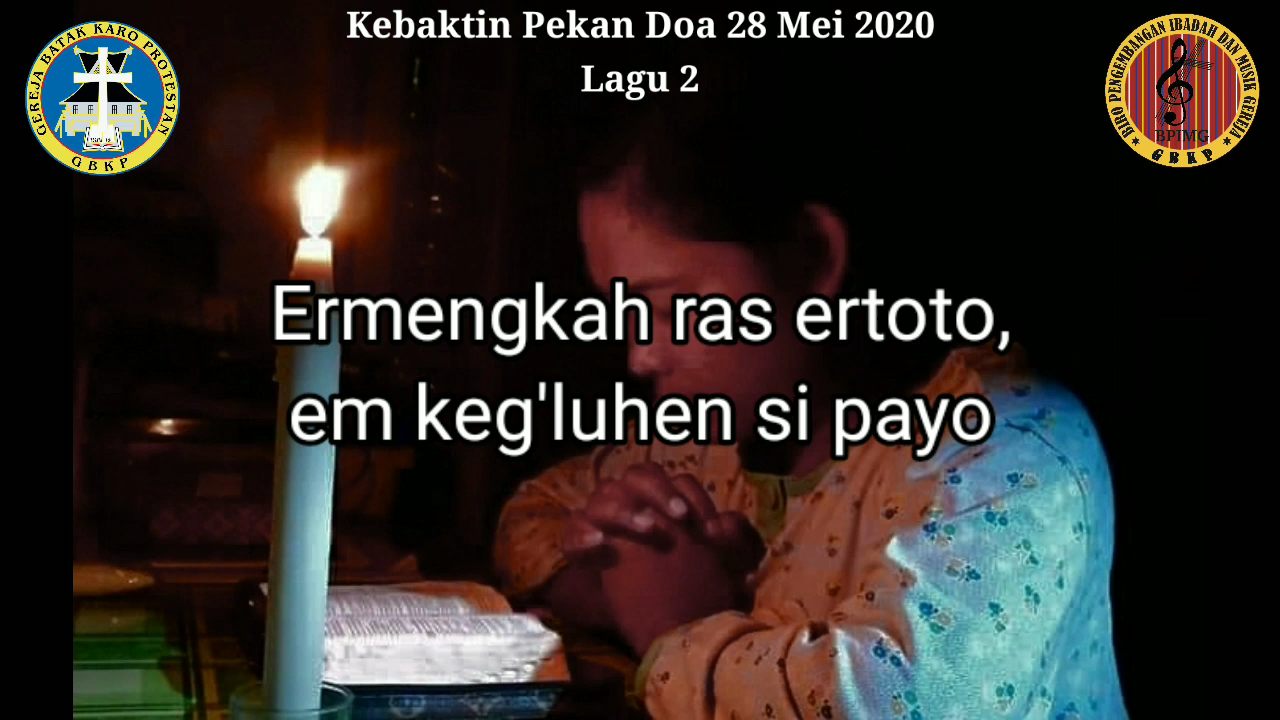 Kebaktin Pekan Doa 28 Mei 2020
Lagu 2
GEREJA BATAK KARO PROTESTAN
GBKP
BIRO PENGEMBANGAN IBADAH DAN MUSIK GEREJA
BPIMG
GBKP
Ermengkah ras ertoto,
em keg'luhen si payo